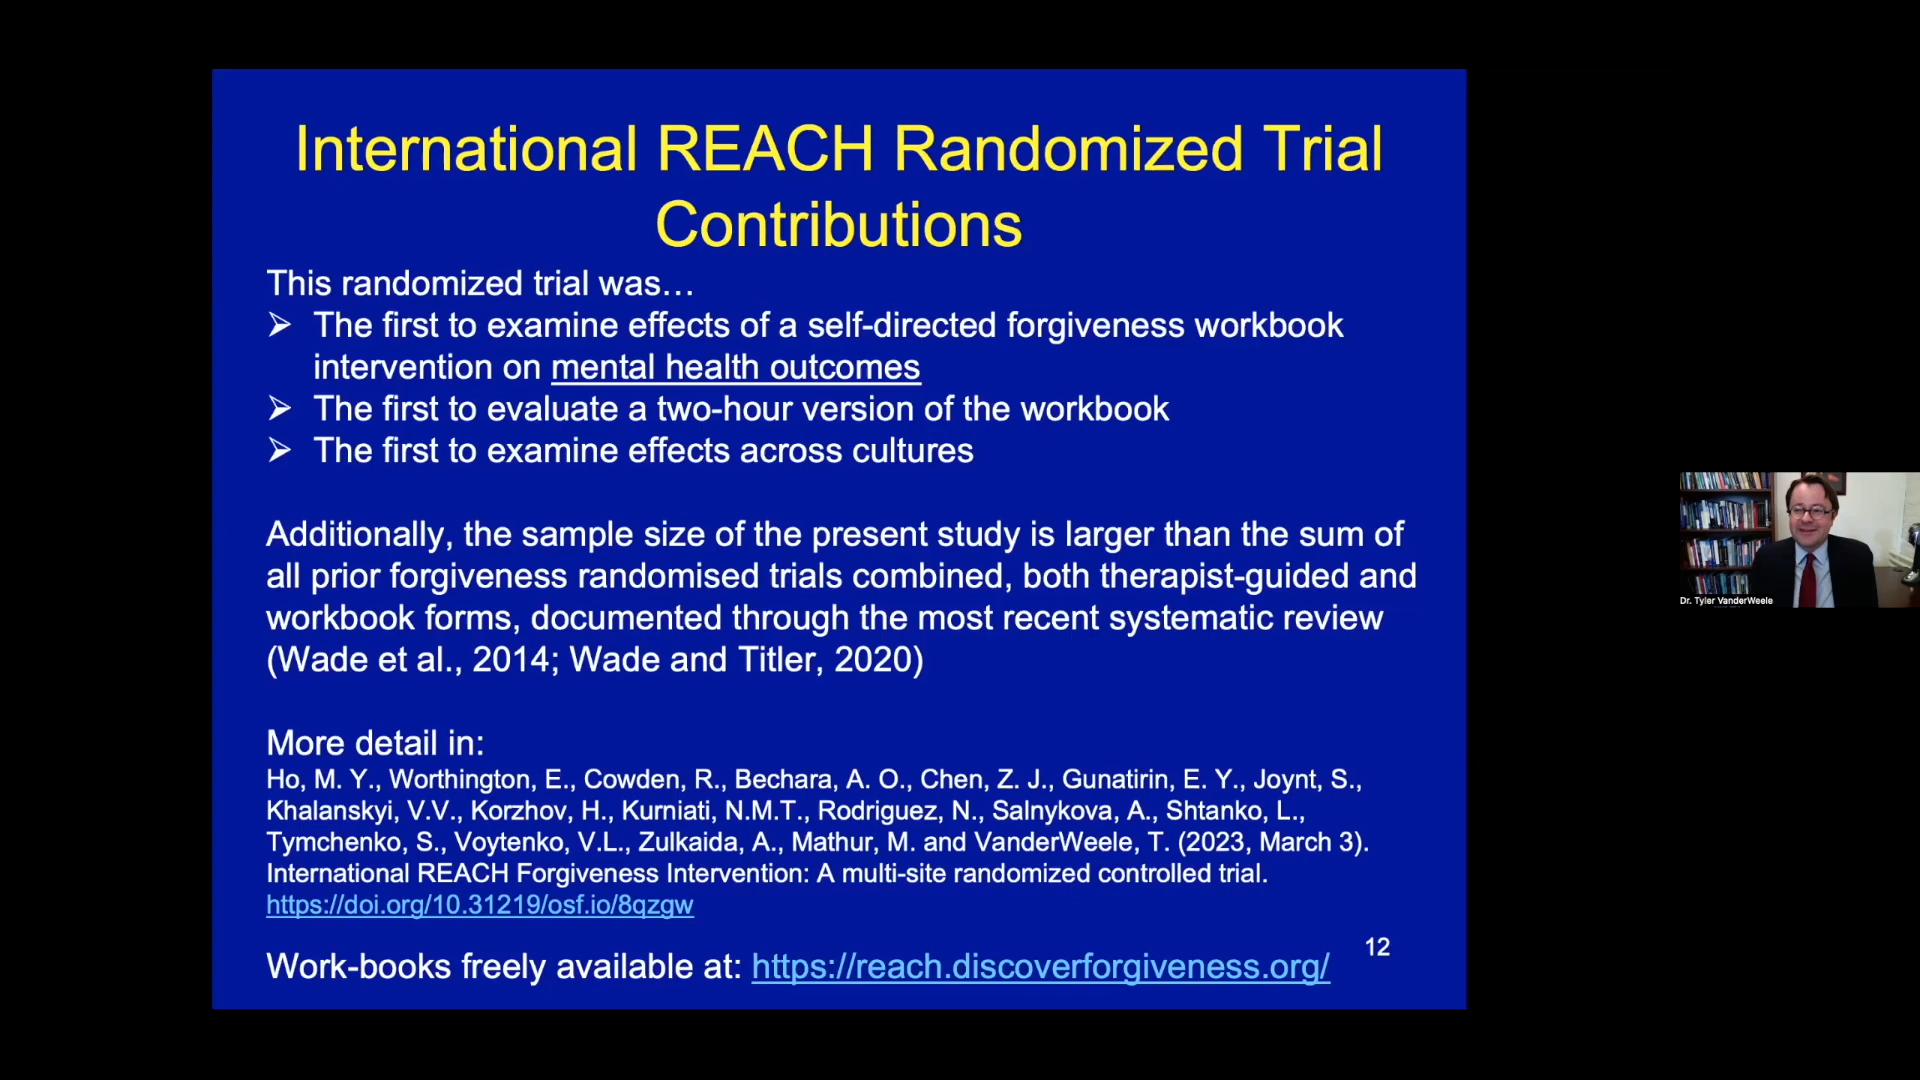 International REACH Randomized Trial
Contributions
This randomized trial was…
➢ The first to examine effects of a self-directed forgiveness workbook
intervention on mental health outcomes
➢ The first to evaluate a two-hour version of the workbook
➢ The first to examine effects across cultures
Additionally, the sample size of the present study is larger than the sum of
all prior forgiveness randomised trials combined, both therapist-guided and
workbook forms, documented through the most recent systematic review
(Wade et al., 2014; Wade and Titler, 2020)
More detail in:
Ho, M. Y., Worthington, E., Cowden, R., Bechara, A. O., Chen, Z. J., Gunatirin, E. Y., Joynt, S.,
Khalanskyi, V.V., Korzhov, H., Kurniati, N.M.T., Rodriguez, N., Salnykova, A., Shtanko, L.,
Tymchenko, S., Voytenko, V.L., Zulkaida, A., Mathur, M. and VanderWeele, T. (2023, March 3).
International REACH Forgiveness Intervention: A multi-site randomized controlled trial.
https://doi.org/10.31219/osf.io/8qzgw
Work-books freely available at: https://reach.discoverforgiveness.org/
12
Dr. Tyler VanderWeele